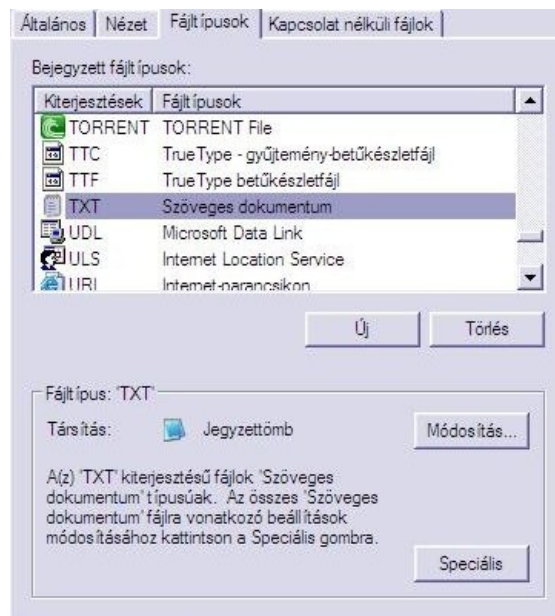 Általános Nézet Fájltípusok Kapcsolat nélküli fájlok
Bejegyzett fájltípusok:
Kiterjesztések Fájltípusok
TORRENT TORRENT File
TTC TrueType - gyűjtemény-betűkészletfájl
TTF TrueType betűkészletfájl
TXT Szöveges dokumentum
UDL Microsoft Data Link
ULS Internet Location Service
URL Internet-parancsikon
Új Törlés
Fájltípus: 'TXT'
Társítás: Jegyzettömb Módosítás...
A(z) 'TXT' kiterjesztésű fájlok 'Szöveges
dokumentum' típusúak. Az összes 'Szöveges
dokumentum' fájlra vonatkozó beállítások
módosításához kattintson a Speciális gombra.
Speciális